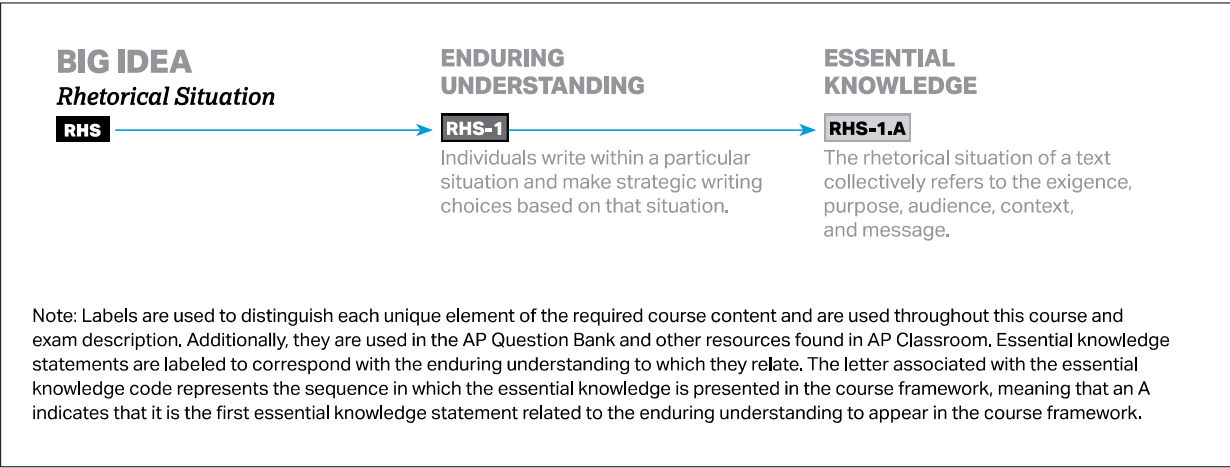 BIG IDEA
Rhetorical Situation
RHS
ENDURING
UNDERSTANDING
RHS-1
Individuals write within a particular
situation and make strategic writing
choices based on that situation.
ESSENTIAL
KNOWLEDGE
RHS-1.A
The rhetorical situation of a text
collectively refers to the exigence,
purpose, audience, context,
and message.
Note: Labels are used to distinguish each unique element of the required course content and are used throughout this course and
exam description. Additionally, they are used in the AP Question Bank and other resources found in AP Classroom. Essential knowledge
statements are labeled to correspond with the enduring understanding to which they relate. The letter associated with the essential
knowledge code represents the sequence in which the essential knowledge is presented in the course framework, meaning that an A
indicates that it is the first essential knowledge statement related to the enduring understanding to appear in the course framework.